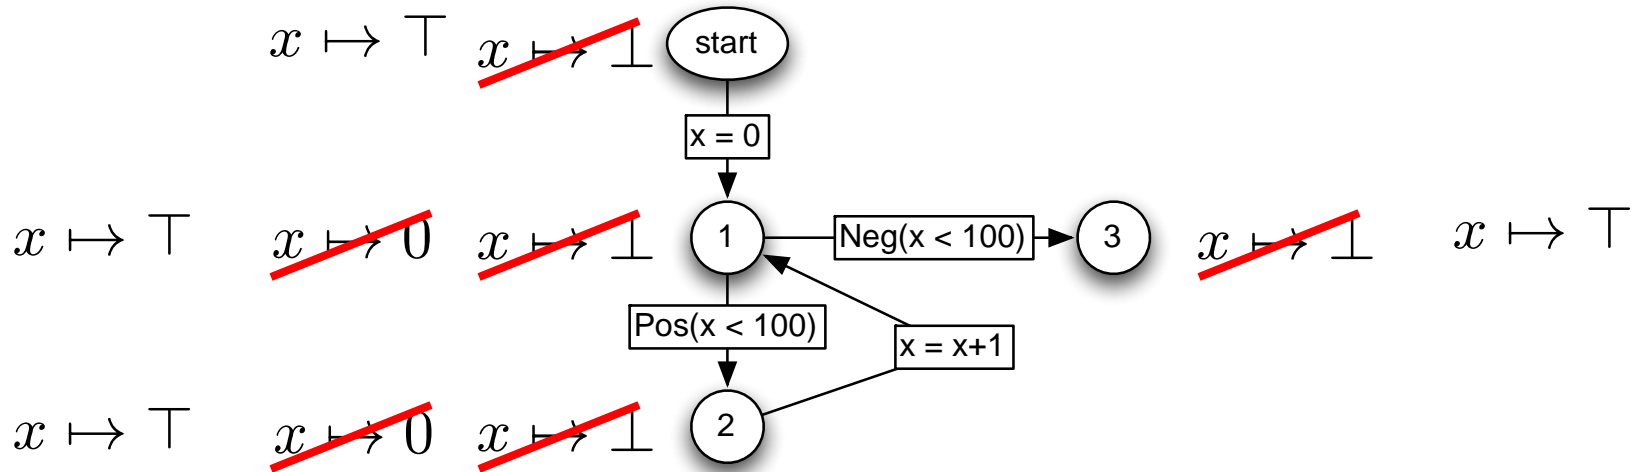 x ↦ ⊤ x ↦ ⊥ start
x = 0
x ↦ ⊤ x ↦ 0 x ↦ ⊥ 1 Neg(x < 100) 3 x ↦ ⊥ x ↦ ⊤
Pos(x < 100)
x = x+1
x ↦ ⊤ x ↦ 0 x ↦ ⊥ 2